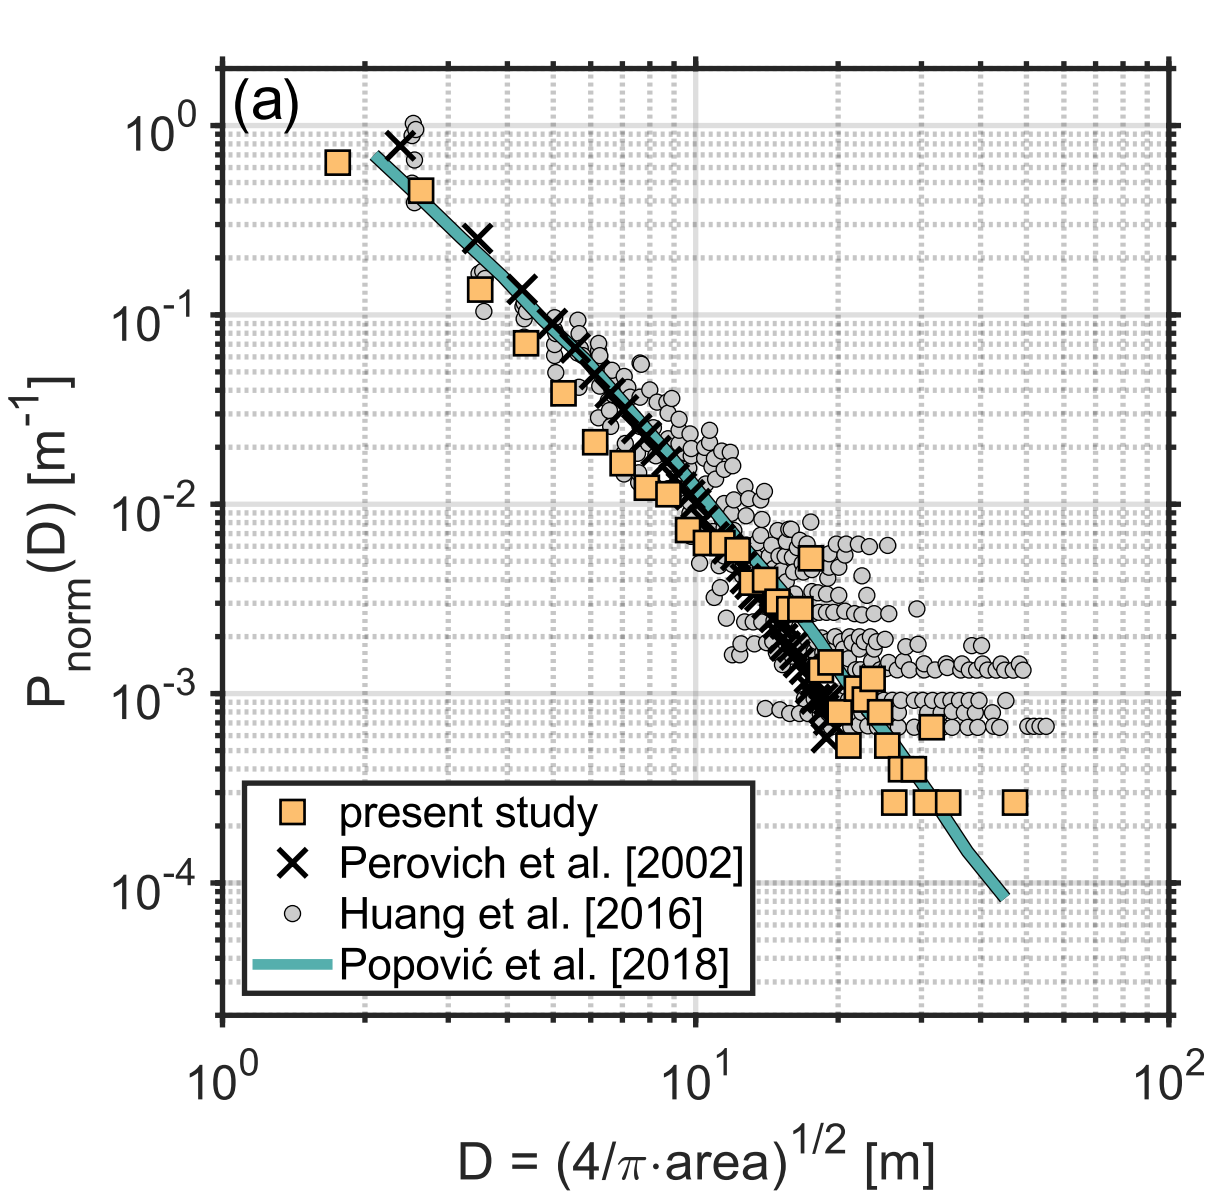 (a)
10^0
10^-1
10^-2
10^-3
10^-4
P_norm(D) [m^-1]
present study
Perovich et al. [2002]
Huang et al. [2016]
Popović et al. [2018]
10^0 10^1 10^2
D = (4/π·area)^1/2 [m]